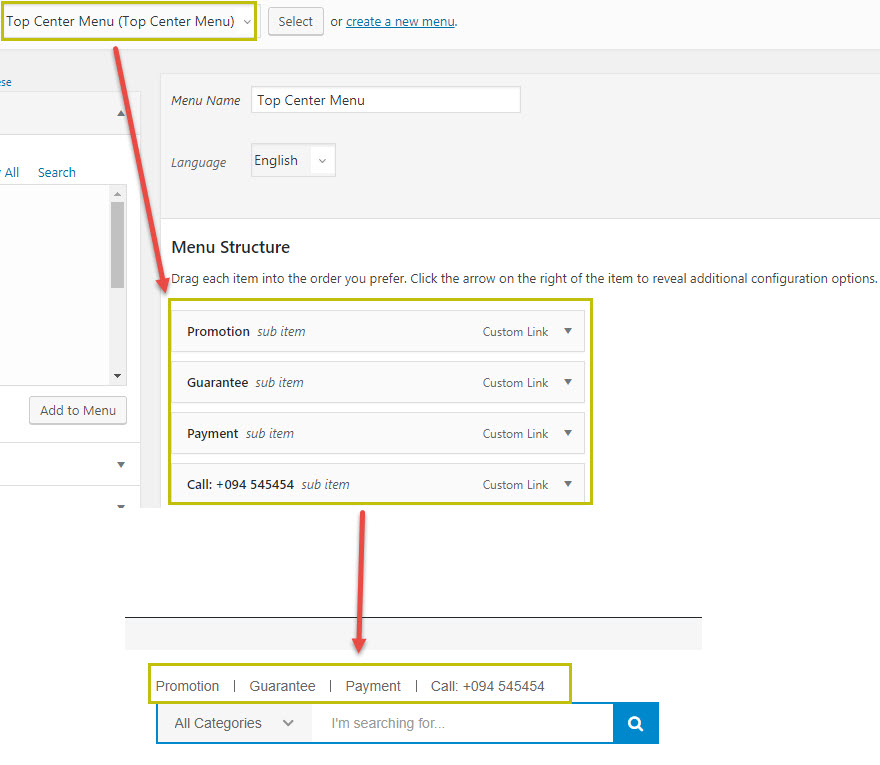 Top Center Menu (Top Center Menu) Select or create a new menu.
Menu Name Top Center Menu
All Search
Language English
Menu Structure
Drag each item into the order you prefer. Click the arrow on the right of the item to reveal additional configuration options.
Promotion sub item Custom Link
Guarantee sub item Custom Link
Add to Menu
Payment sub item Custom Link
Call: +094 545454 sub item Custom Link
Promotion | Guarantee | Payment | Call: +094 545454
All Categories I'm searching for...